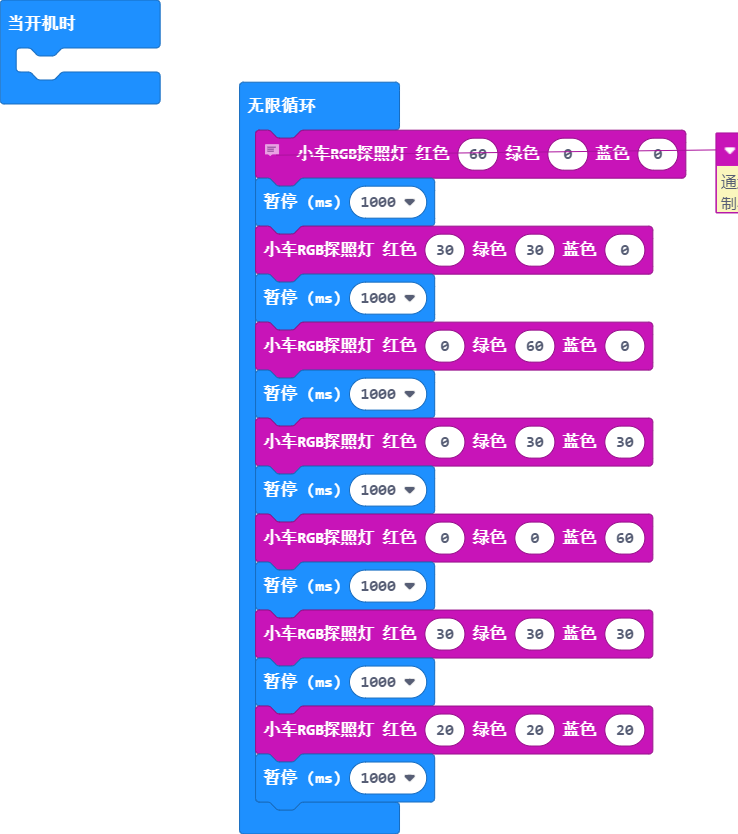 当开机时
无限循环
小车RGB探照灯 红色 60 绿色 0 蓝色 0
通
制
暂停 (ms) 1000
小车RGB探照灯 红色 30 绿色 30 蓝色 0
暂停 (ms) 1000
小车RGB探照灯 红色 0 绿色 60 蓝色 0
暂停 (ms) 1000
小车RGB探照灯 红色 0 绿色 30 蓝色 30
暂停 (ms) 1000
小车RGB探照灯 红色 0 绿色 0 蓝色 60
暂停 (ms) 1000
小车RGB探照灯 红色 30 绿色 30 蓝色 30
暂停 (ms) 1000
小车RGB探照灯 红色 20 绿色 20 蓝色 20
暂停 (ms) 1000